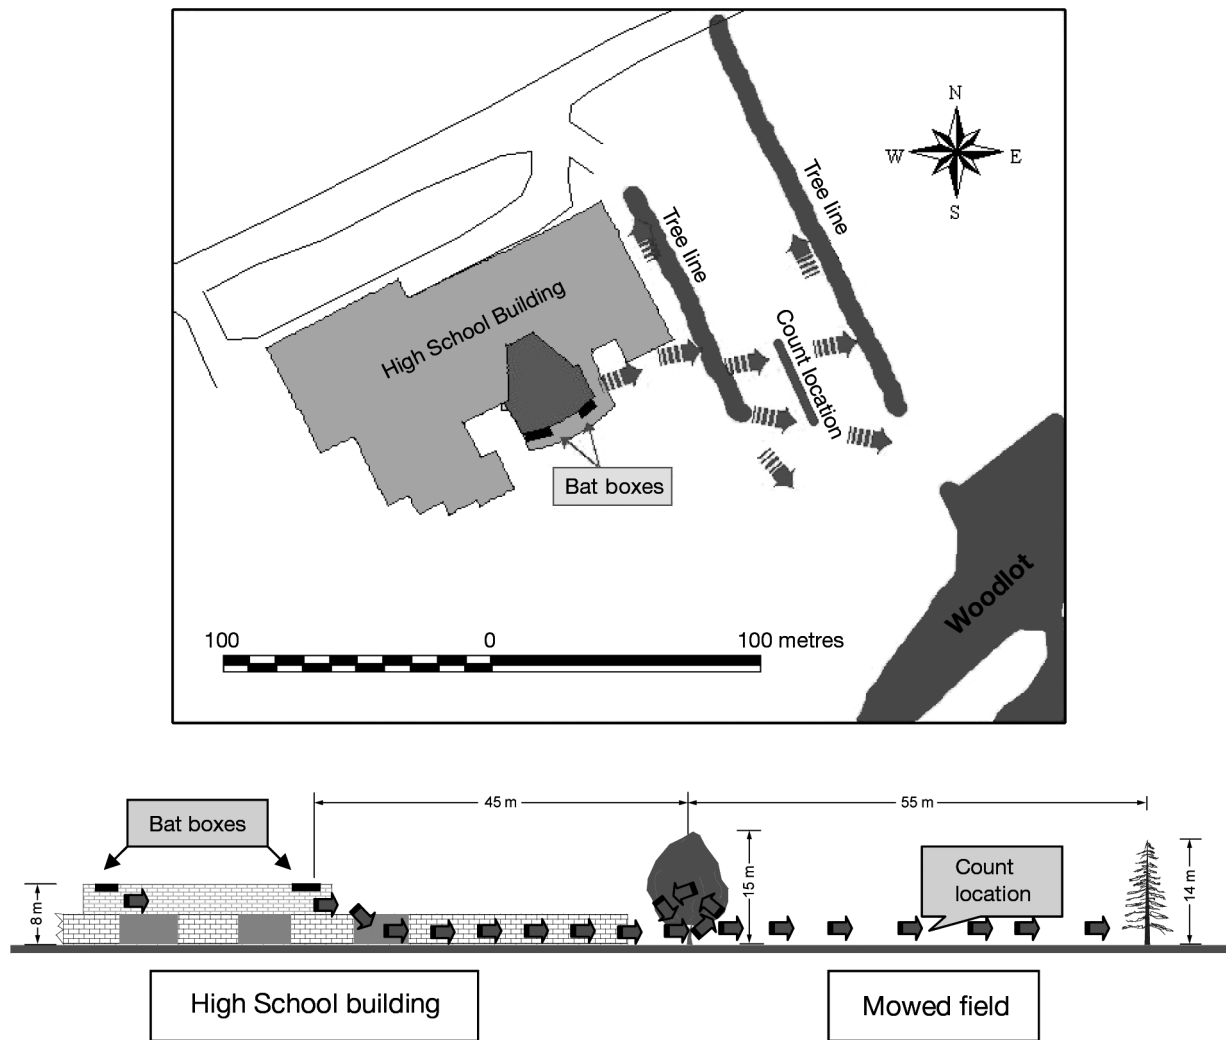 N
W E
S
Tree line
Tree line
High School Building
Count location
Bat boxes
Woodlot
100 0 100 metres
45 m
55 m
Bat boxes
Count
location
8 m
15 m
14 m
High School building
Mowed field